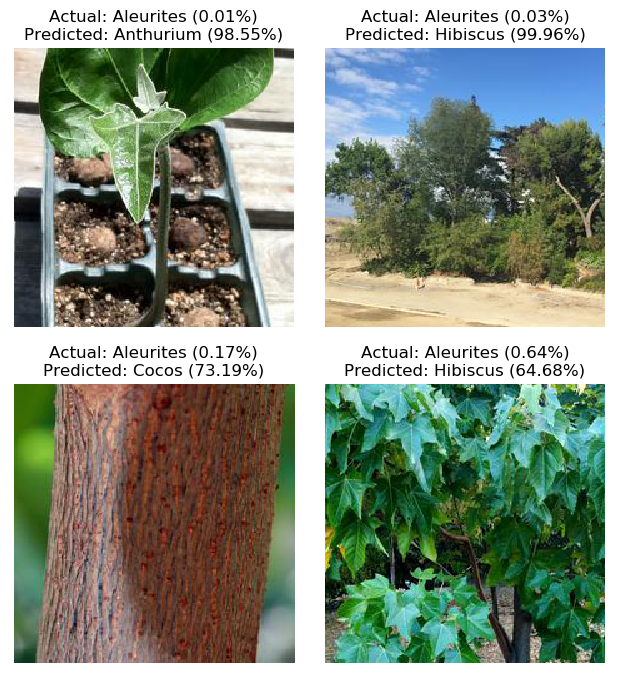 Actual: Aleurites (0.01%)
Predicted: Anthurium (98.55%)
Actual: Aleurites (0.03%)
Predicted: Hibiscus (99.96%)
Actual: Aleurites (0.17%)
Predicted: Cocos (73.19%)
Actual: Aleurites (0.64%)
Predicted: Hibiscus (64.68%)